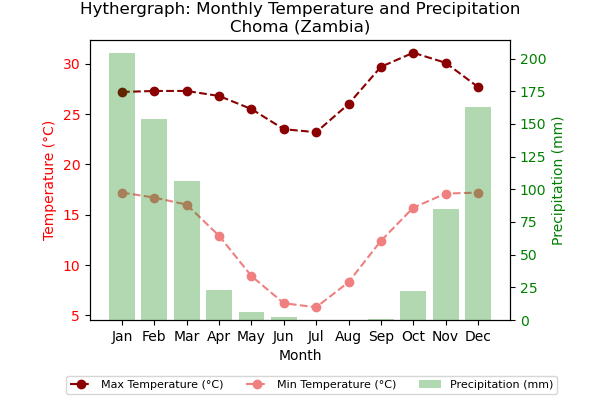 Hythergraph: Monthly Temperature and Precipitation
Choma (Zambia)
30
25
20
15
10
5
Temperature (°C)
200
175
150
125
100
75
50
25
0
Precipitation (mm)
Jan Feb Mar Apr May Jun Jul Aug Sep Oct Nov Dec
Month
Max Temperature (°C) Min Temperature (°C) Precipitation (mm)